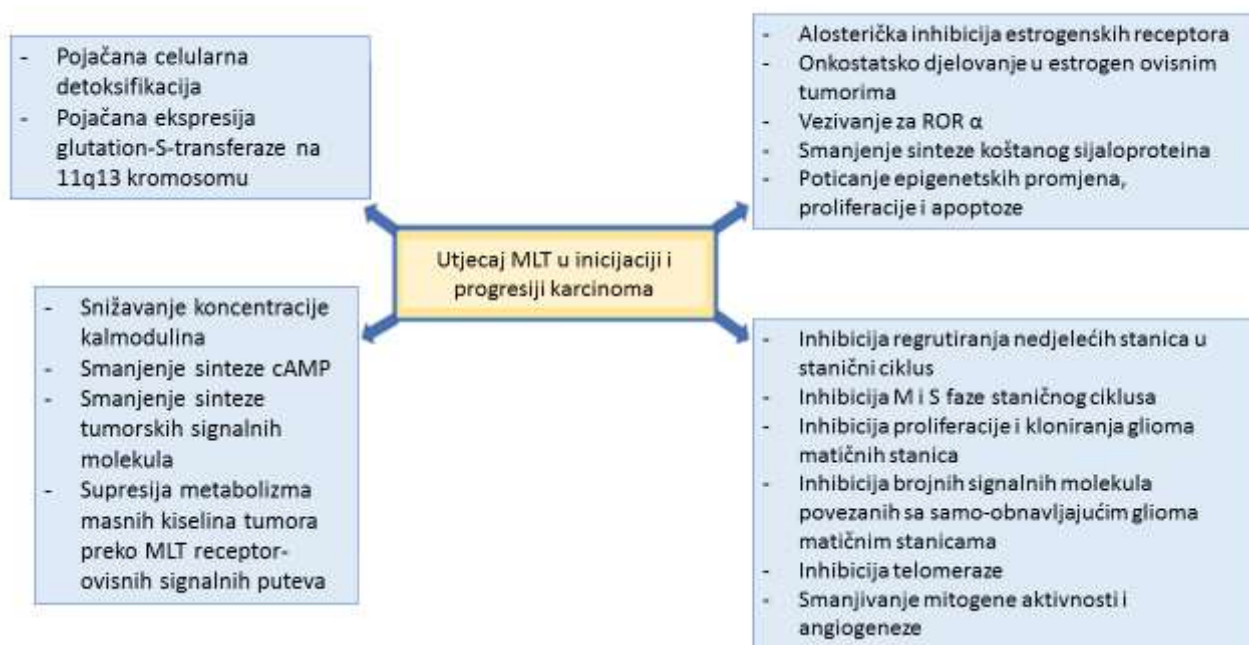 - Pojačana celularna
detoksifikacija
- Pojačana ekspresija
glutation-S-transferaze na
11q13 kromosomu
- Alosterička inhibicija estrogenskih receptora
- Onkostatsko djelovanje u estrogen ovisnim
tumorima
- Vezivanje za ROR α
- Smanjenje sinteze koštanog sijaloproteina
- Poticanje epigenetskih promjena,
proliferacije i apoptoze
Utjecaj MLT u inicijaciji i
progresiji karcinoma
- Snižavanje koncentracije
kalmodulina
- Smanjenje sinteze cAMP
- Smanjenje sinteze
tumorskih signalnih
molekula
- Supresija metabolizma
masnih kiselina tumora
preko MLT receptor-
ovisnih signalnih puteva
- Inhibicija regrutiranja nedjelećih stanica u
stanični ciklus
- Inhibicija M i S faze staničnog ciklusa
- Inhibicija proliferacije i kloniranja glioma
matičnih stanica
- Inhibicija brojnih signalnih molekula
povezanih sa samo-obnavljajućim glioma
matičnim stanicama
- Inhibicija telomeraze
- Smanjivanje mitogene aktivnosti i
angiogeneze